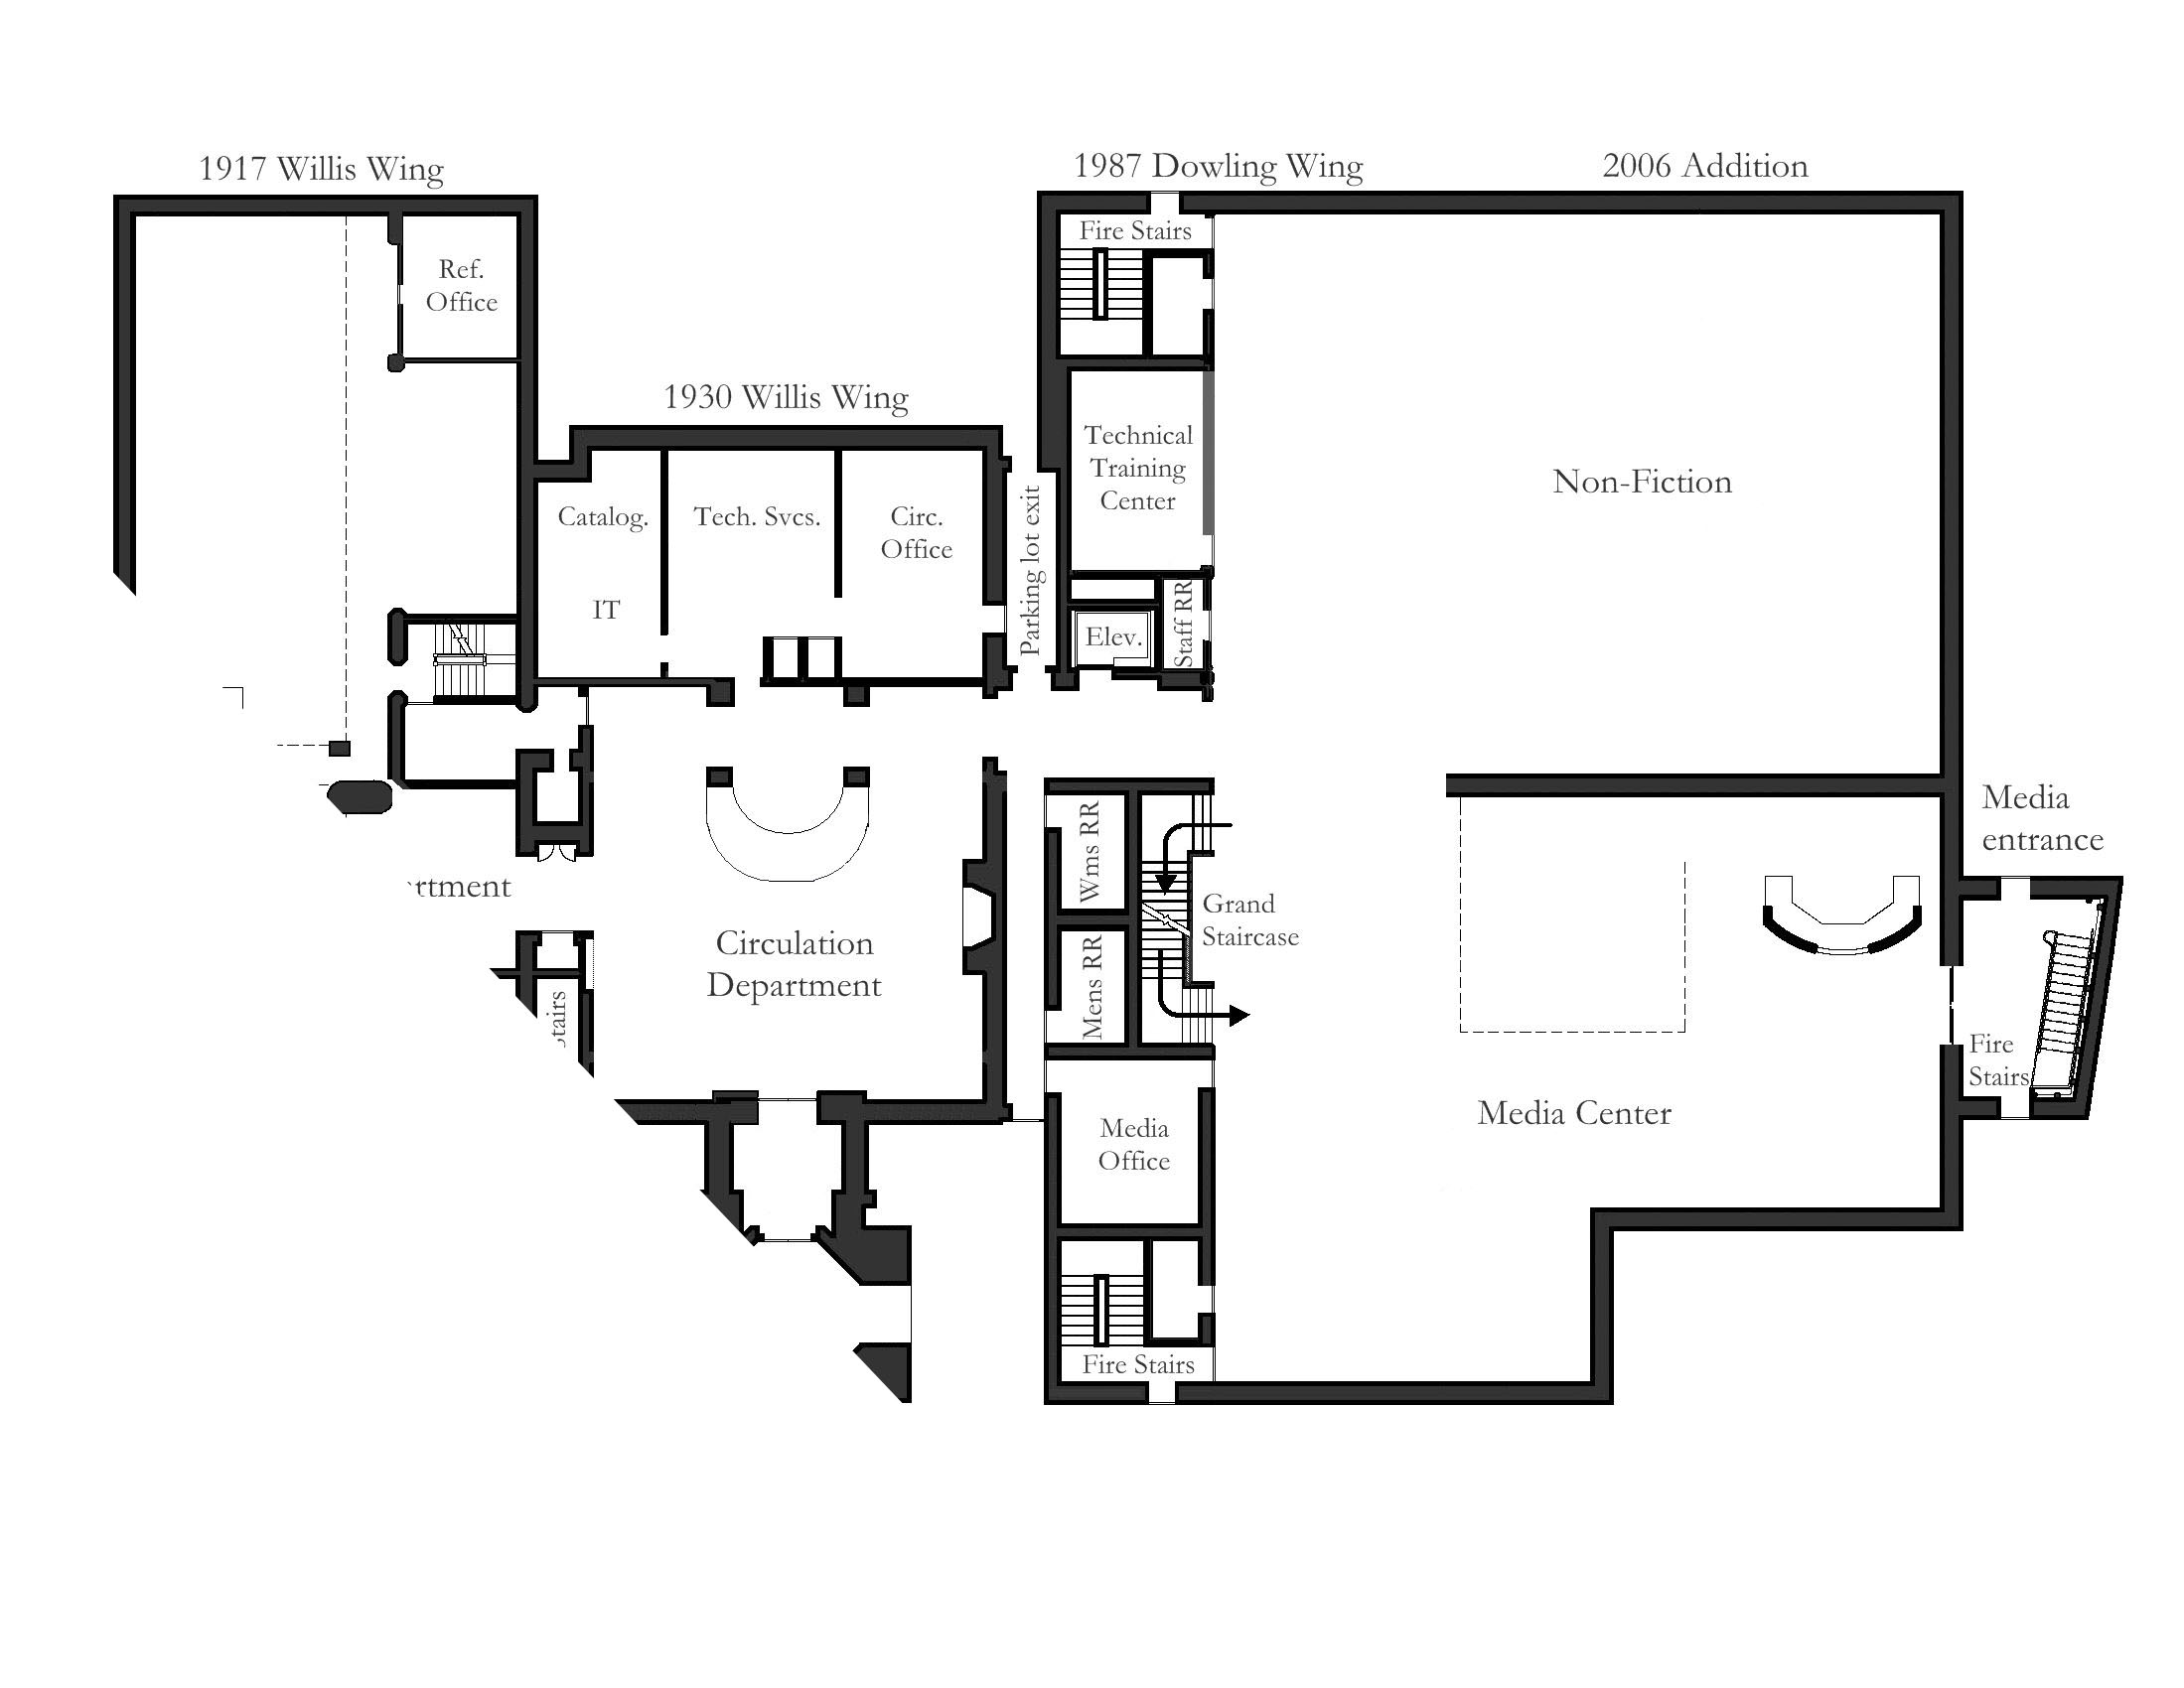 1917 Willis Wing
1987 Dowling Wing
2006 Addition
Fire Stairs
Ref.
Office
1930 Willis Wing
Technical
Training
Center
Non-Fiction
Catalog.
Tech. Svcs.
Circ.
Office
Parking lot exit
IT
Elev.
Staff RR
Media
entrance
Wms RR
Grand
Staircase
Circulation
Department
Mens RR
Fire
Stairs
Media Center
Media
Office
Fire Stairs